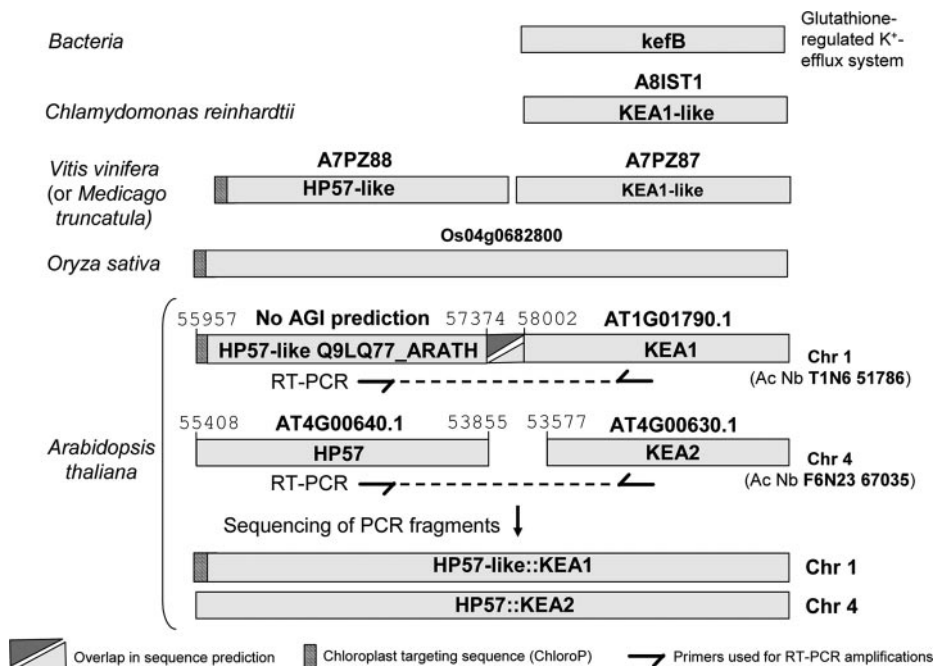 Bacteria
kefB
Glutathione-
regulated K⁺-
efflux system
A8IST1
Chlamydomonas reinhardtii
KEA1-like
Vitis vinifera
(or Medicago
truncatula)
A7PZ88
HP57-like
A7PZ87
KEA1-like
Os04g0682800
Oryza sativa
55957
No AGI prediction
57374
58002
AT1G01790.1
HP57-like Q9LQ77_ARATH
KEA1
Chr 1
(Ac Nb T1N6 51786)
RT-PCR
55408
AT4G00640.1
53855
53577
AT4G00630.1
Arabidopsis
thaliana
HP57
KEA2
Chr 4
(Ac Nb F6N23 67035)
RT-PCR
Sequencing of PCR fragments
HP57-like::KEA1
Chr 1
HP57::KEA2
Chr 4
Overlap in sequence prediction
Chloroplast targeting sequence (ChloroP)
Primers used for RT-PCR amplifications